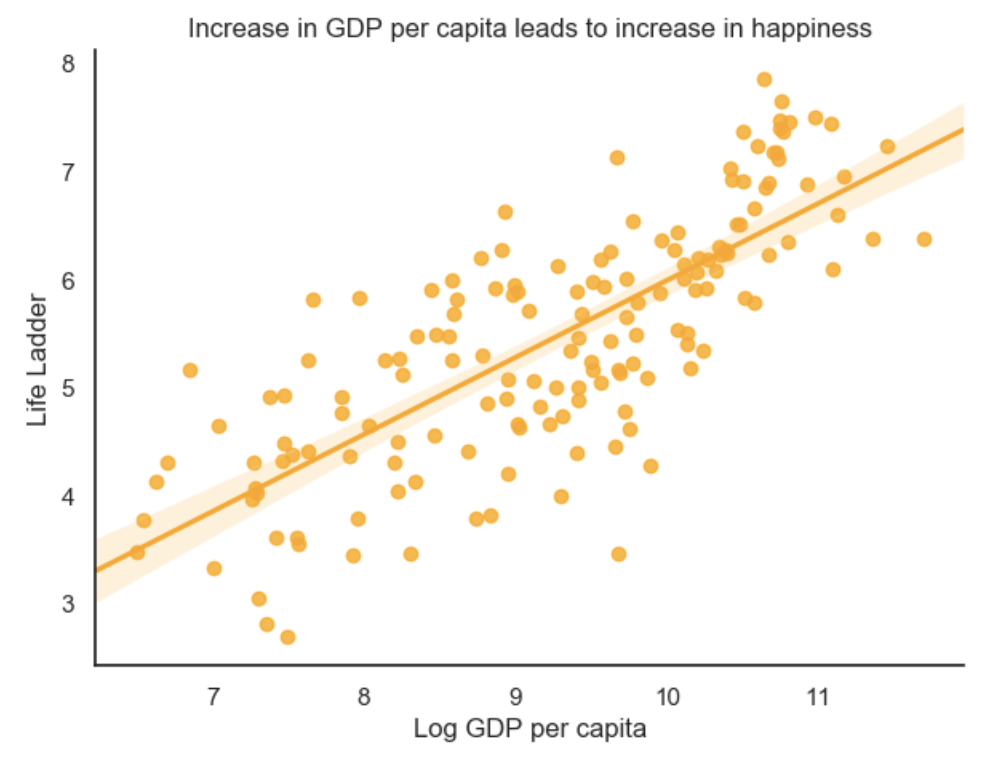 Increase in GDP per capita leads to increase in happiness
8
7
6
5
4
3
Life Ladder
7 8 9 10 11
Log GDP per capita